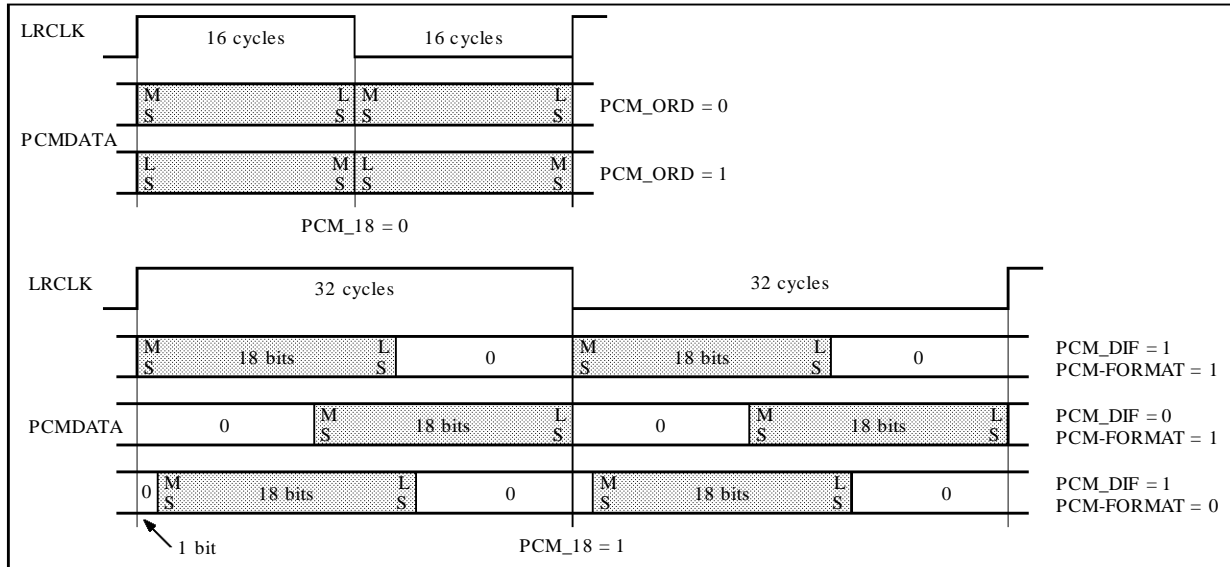 LRCLK
16 cycles 16 cycles
M L M L
S S S S
PCM_ORD = 0
PCMDATA
L M L M
S S S S
PCM_ORD = 1
PCM_18 = 0
LRCLK
32 cycles 32 cycles
M L M L
18 bits 0 18 bits 0
S S S S
PCM_DIF = 1
PCM-FORMAT = 1
PCMDATA
M L M L
0 18 bits 0 18 bits
S S S S
PCM_DIF = 0
PCM-FORMAT = 1
M L M L
0 18 bits 0 18 bits 0
S S S S
PCM_DIF = 1
PCM-FORMAT = 0
1 bit
PCM_18 = 1